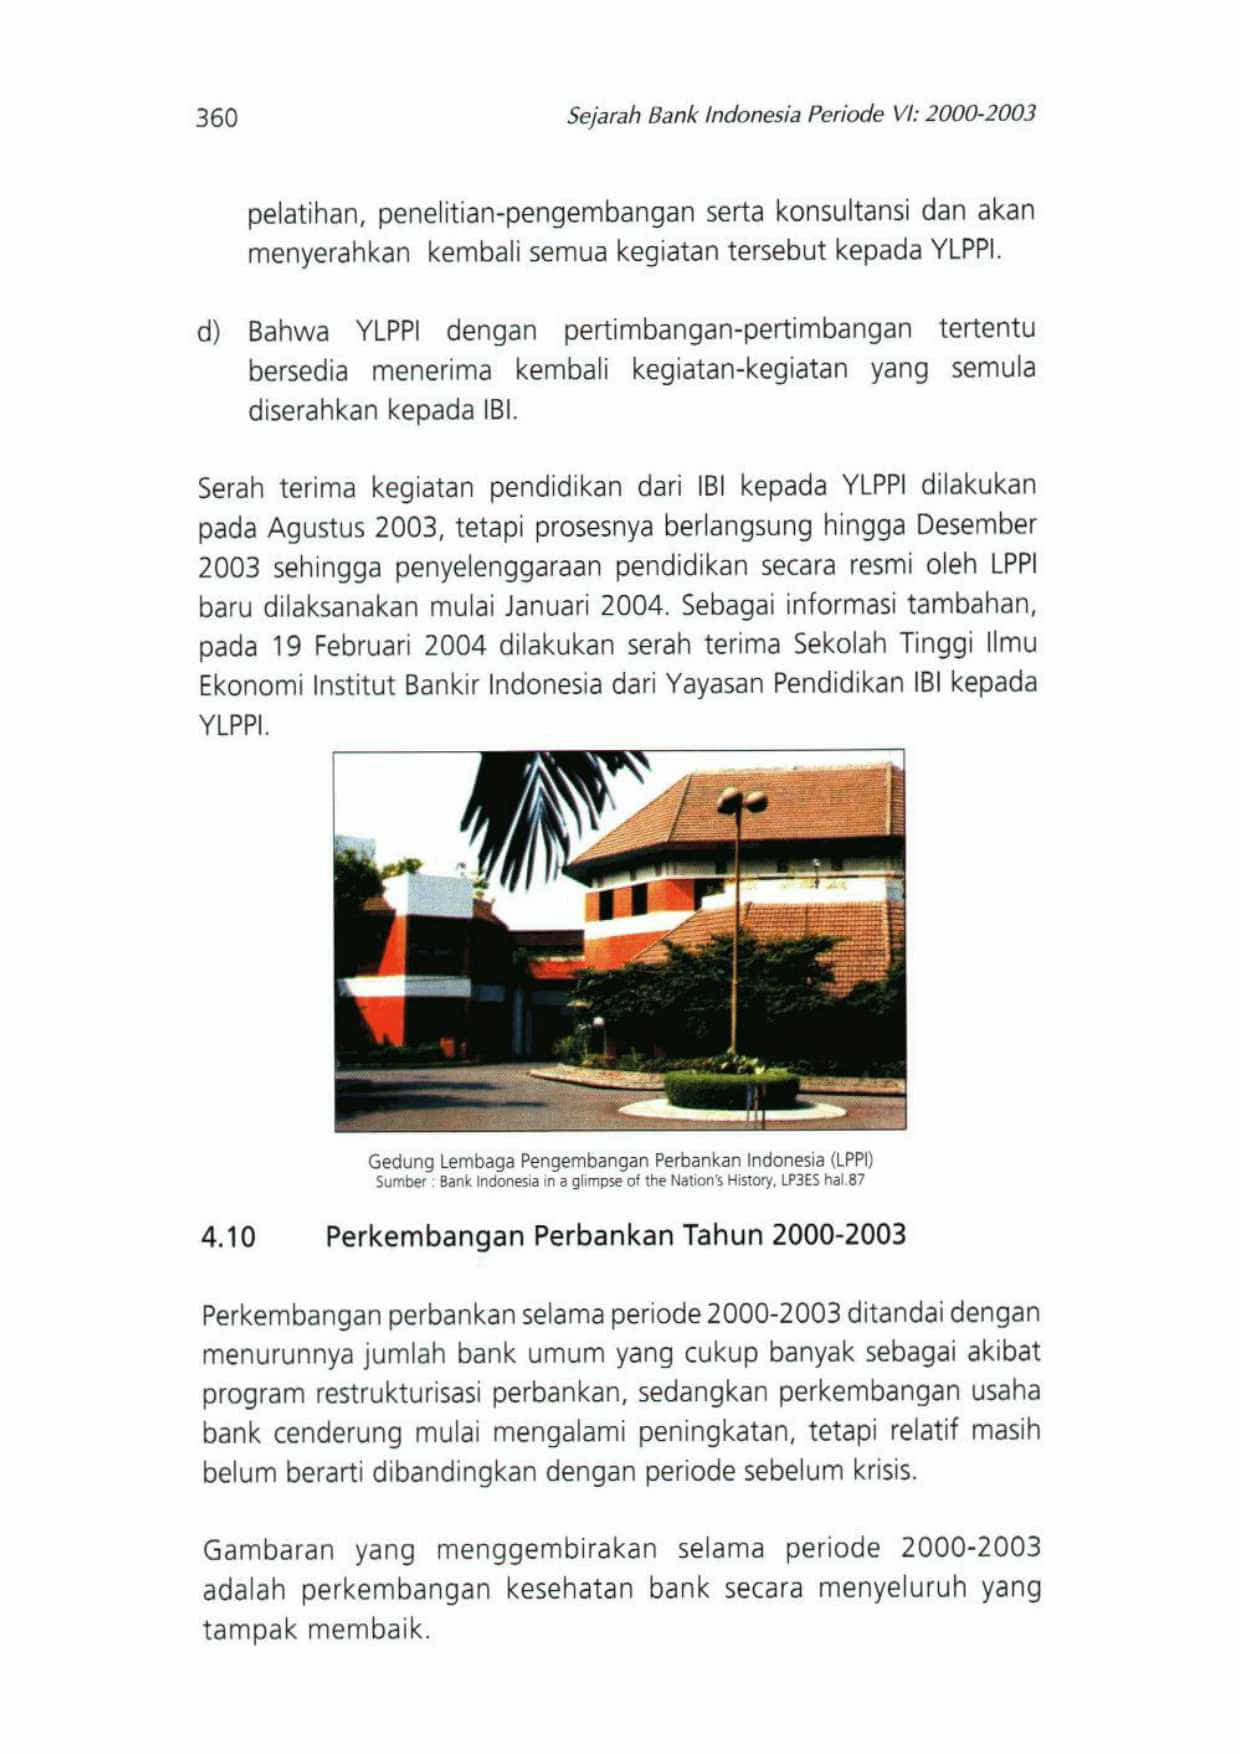 360
Sejarah Bank Indonesia Periode VI: 2000-2003
pelatihan, penelitian-pengembangan serta konsultansi dan akan
menyerahkan kembali semua kegiatan tersebut kepada YLPPI.
d) Bahwa YLPPI dengan pertimbangan-pertimbangan tertentu
bersedia menerima kembali kegiatan-kegiatan yang semula
diserahkan kepada IBI.
Serah terima kegiatan pendidikan dari IBI kepada YLPPI dilakukan
pada Agustus 2003, tetapi prosesnya berlangsung hingga Desember
2003 sehingga penyelenggaraan pendidikan secara resmi oleh LPPI
baru dilaksanakan mulai Januari 2004. Sebagai informasi tambahan,
pada 19 Februari 2004 dilakukan serah terima Sekolah Tinggi Ilmu
Ekonomi Institut Bankir Indonesia dari Yayasan Pendidikan IBI kepada
YLPPI.
Gedung Lembaga Pengembangan Perbankan Indonesia (LPPI)
Sumber : Bank Indonesia in a glimpse of the Nation's History, LP3ES hal.87
4.10 Perkembangan Perbankan Tahun 2000-2003
Perkembangan perbankan selama periode 2000-2003 ditandai dengan
menurunnya jumlah bank umum yang cukup banyak sebagai akibat
program restrukturisasi perbankan, sedangkan perkembangan usaha
bank cenderung mulai mengalami peningkatan, tetapi relatif masih
belum berarti dibandingkan dengan periode sebelum krisis.
Gambaran yang menggembirakan selama periode 2000-2003
adalah perkembangan kesehatan bank secara menyeluruh yang
tampak membaik.